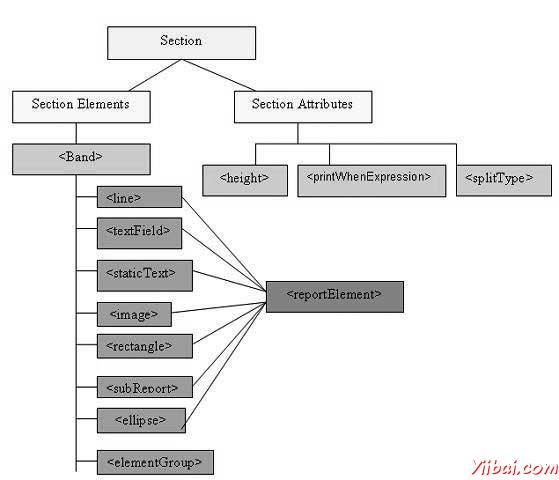 Section
Section Elements
Section Attributes
<Band>
<height>
<printWhenExpression>
<splitType>
<line>
<textField>
<staticText>
<reportElement>
<image>
<rectangle>
<subReport>
<ellipse>
<elementGroup>
Yiibai.com